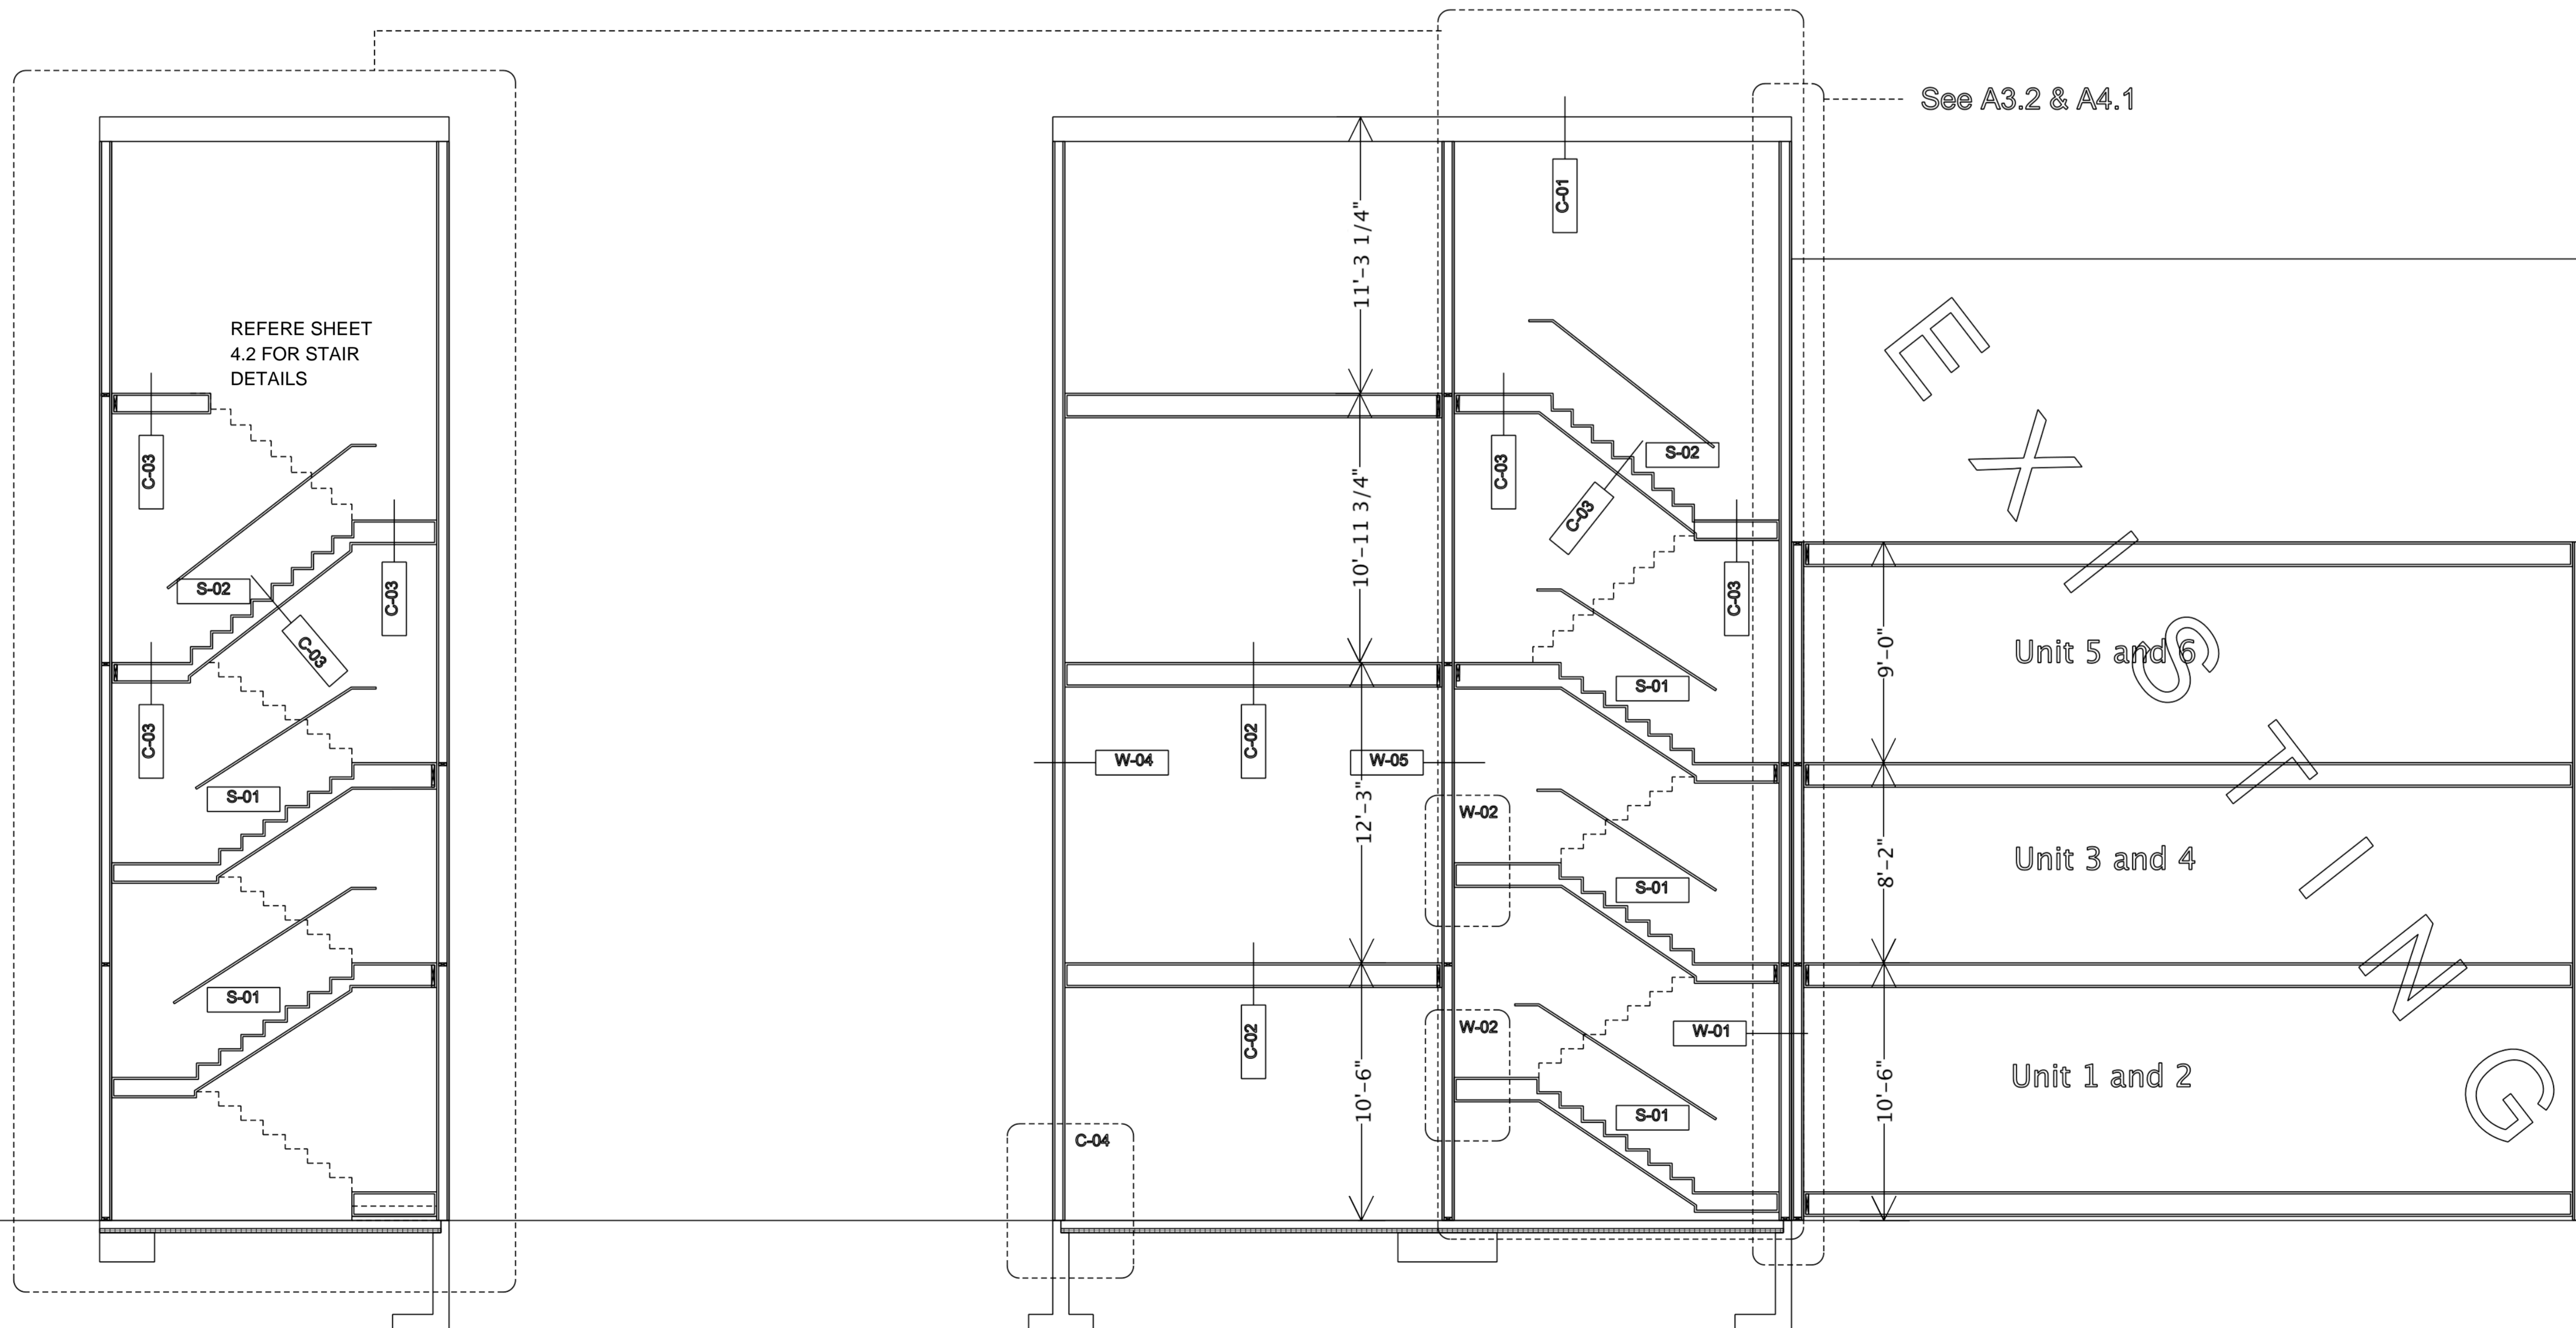 See A3.2 & A4.1
C-01
11'-3 1/4"
REFERE SHEET
4.2 FOR STAIR
DETAILS
C-03
S-02
C-03
C-03
S-01
C-03
S-01
10'-11 3/4"
C-03
S-02
C-03
C-03
S-01
C-02
W-04
W-05
12'-3"
W-02
S-01
C-02
W-02
W-01
10'-6"
S-01
C-04
EXISTING
9'-0"
Unit 5 and 6
8'-2"
Unit 3 and 4
10'-6"
Unit 1 and 2